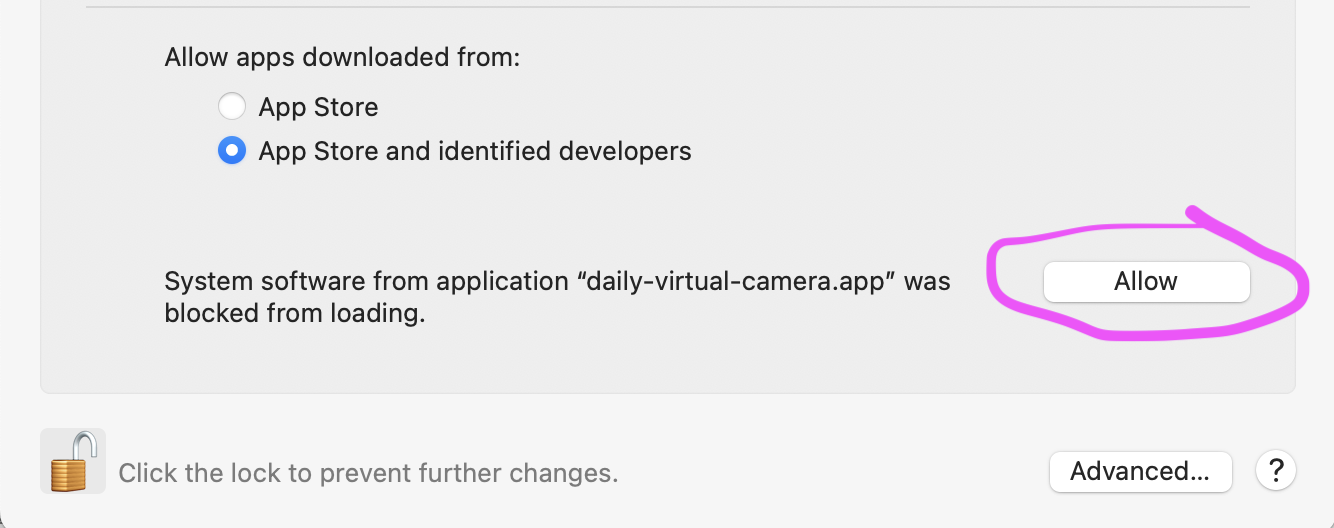 Allow apps downloaded from:
App Store
App Store and identified developers
System software from application “daily-virtual-camera.app” was
blocked from loading.
Allow
Click the lock to prevent further changes.
Advanced...
?